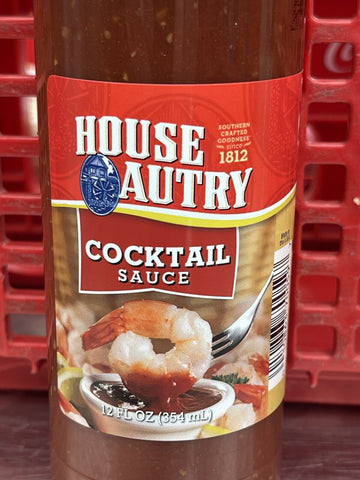 HOUSE
AUTRY
SOUTHERN
CRAFTED
GOODNESS
since
1812
COCKTAIL
SAUCE
12 FL OZ (354 mL)